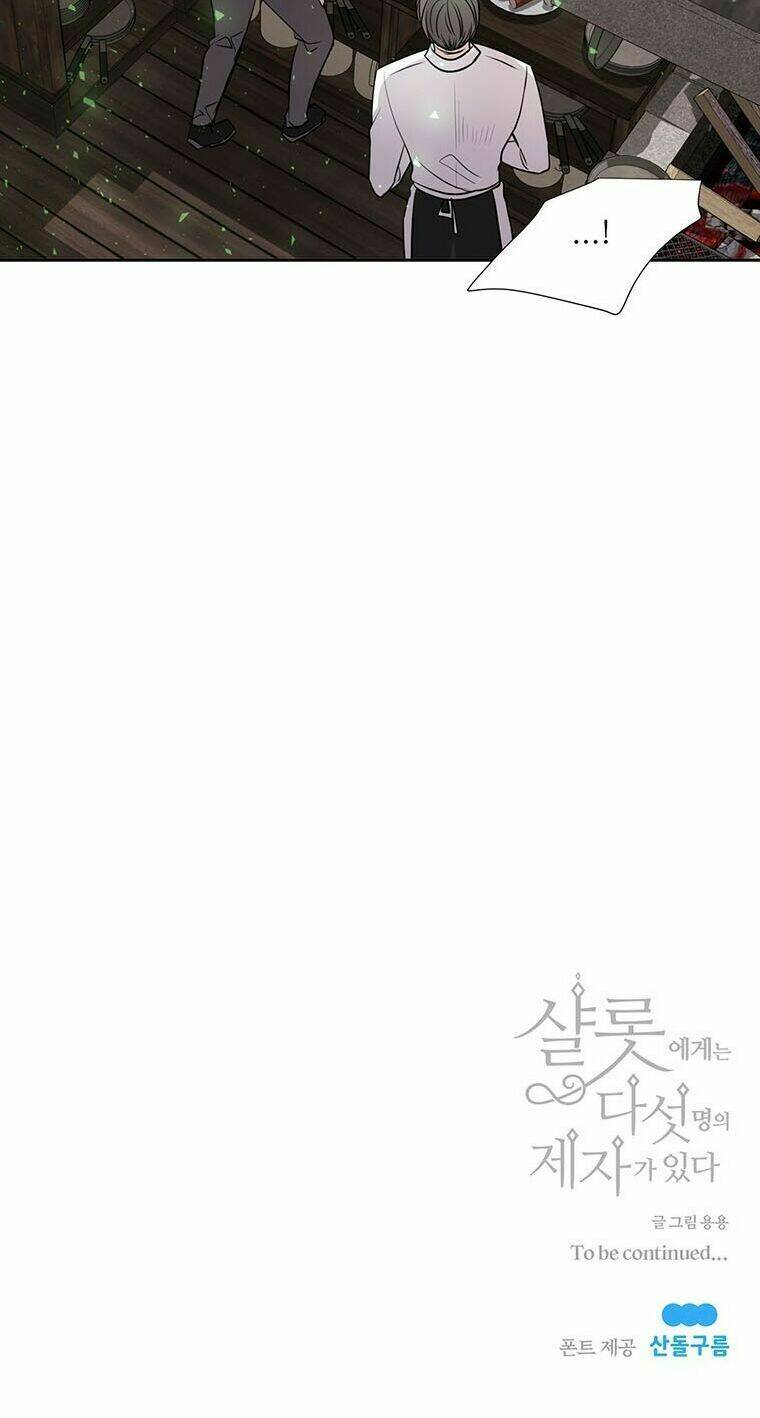 ...!
샬롯에게는
다섯명의
제자가 있다
글 그림 용용
To be continued...
폰트 제공 산돌구름